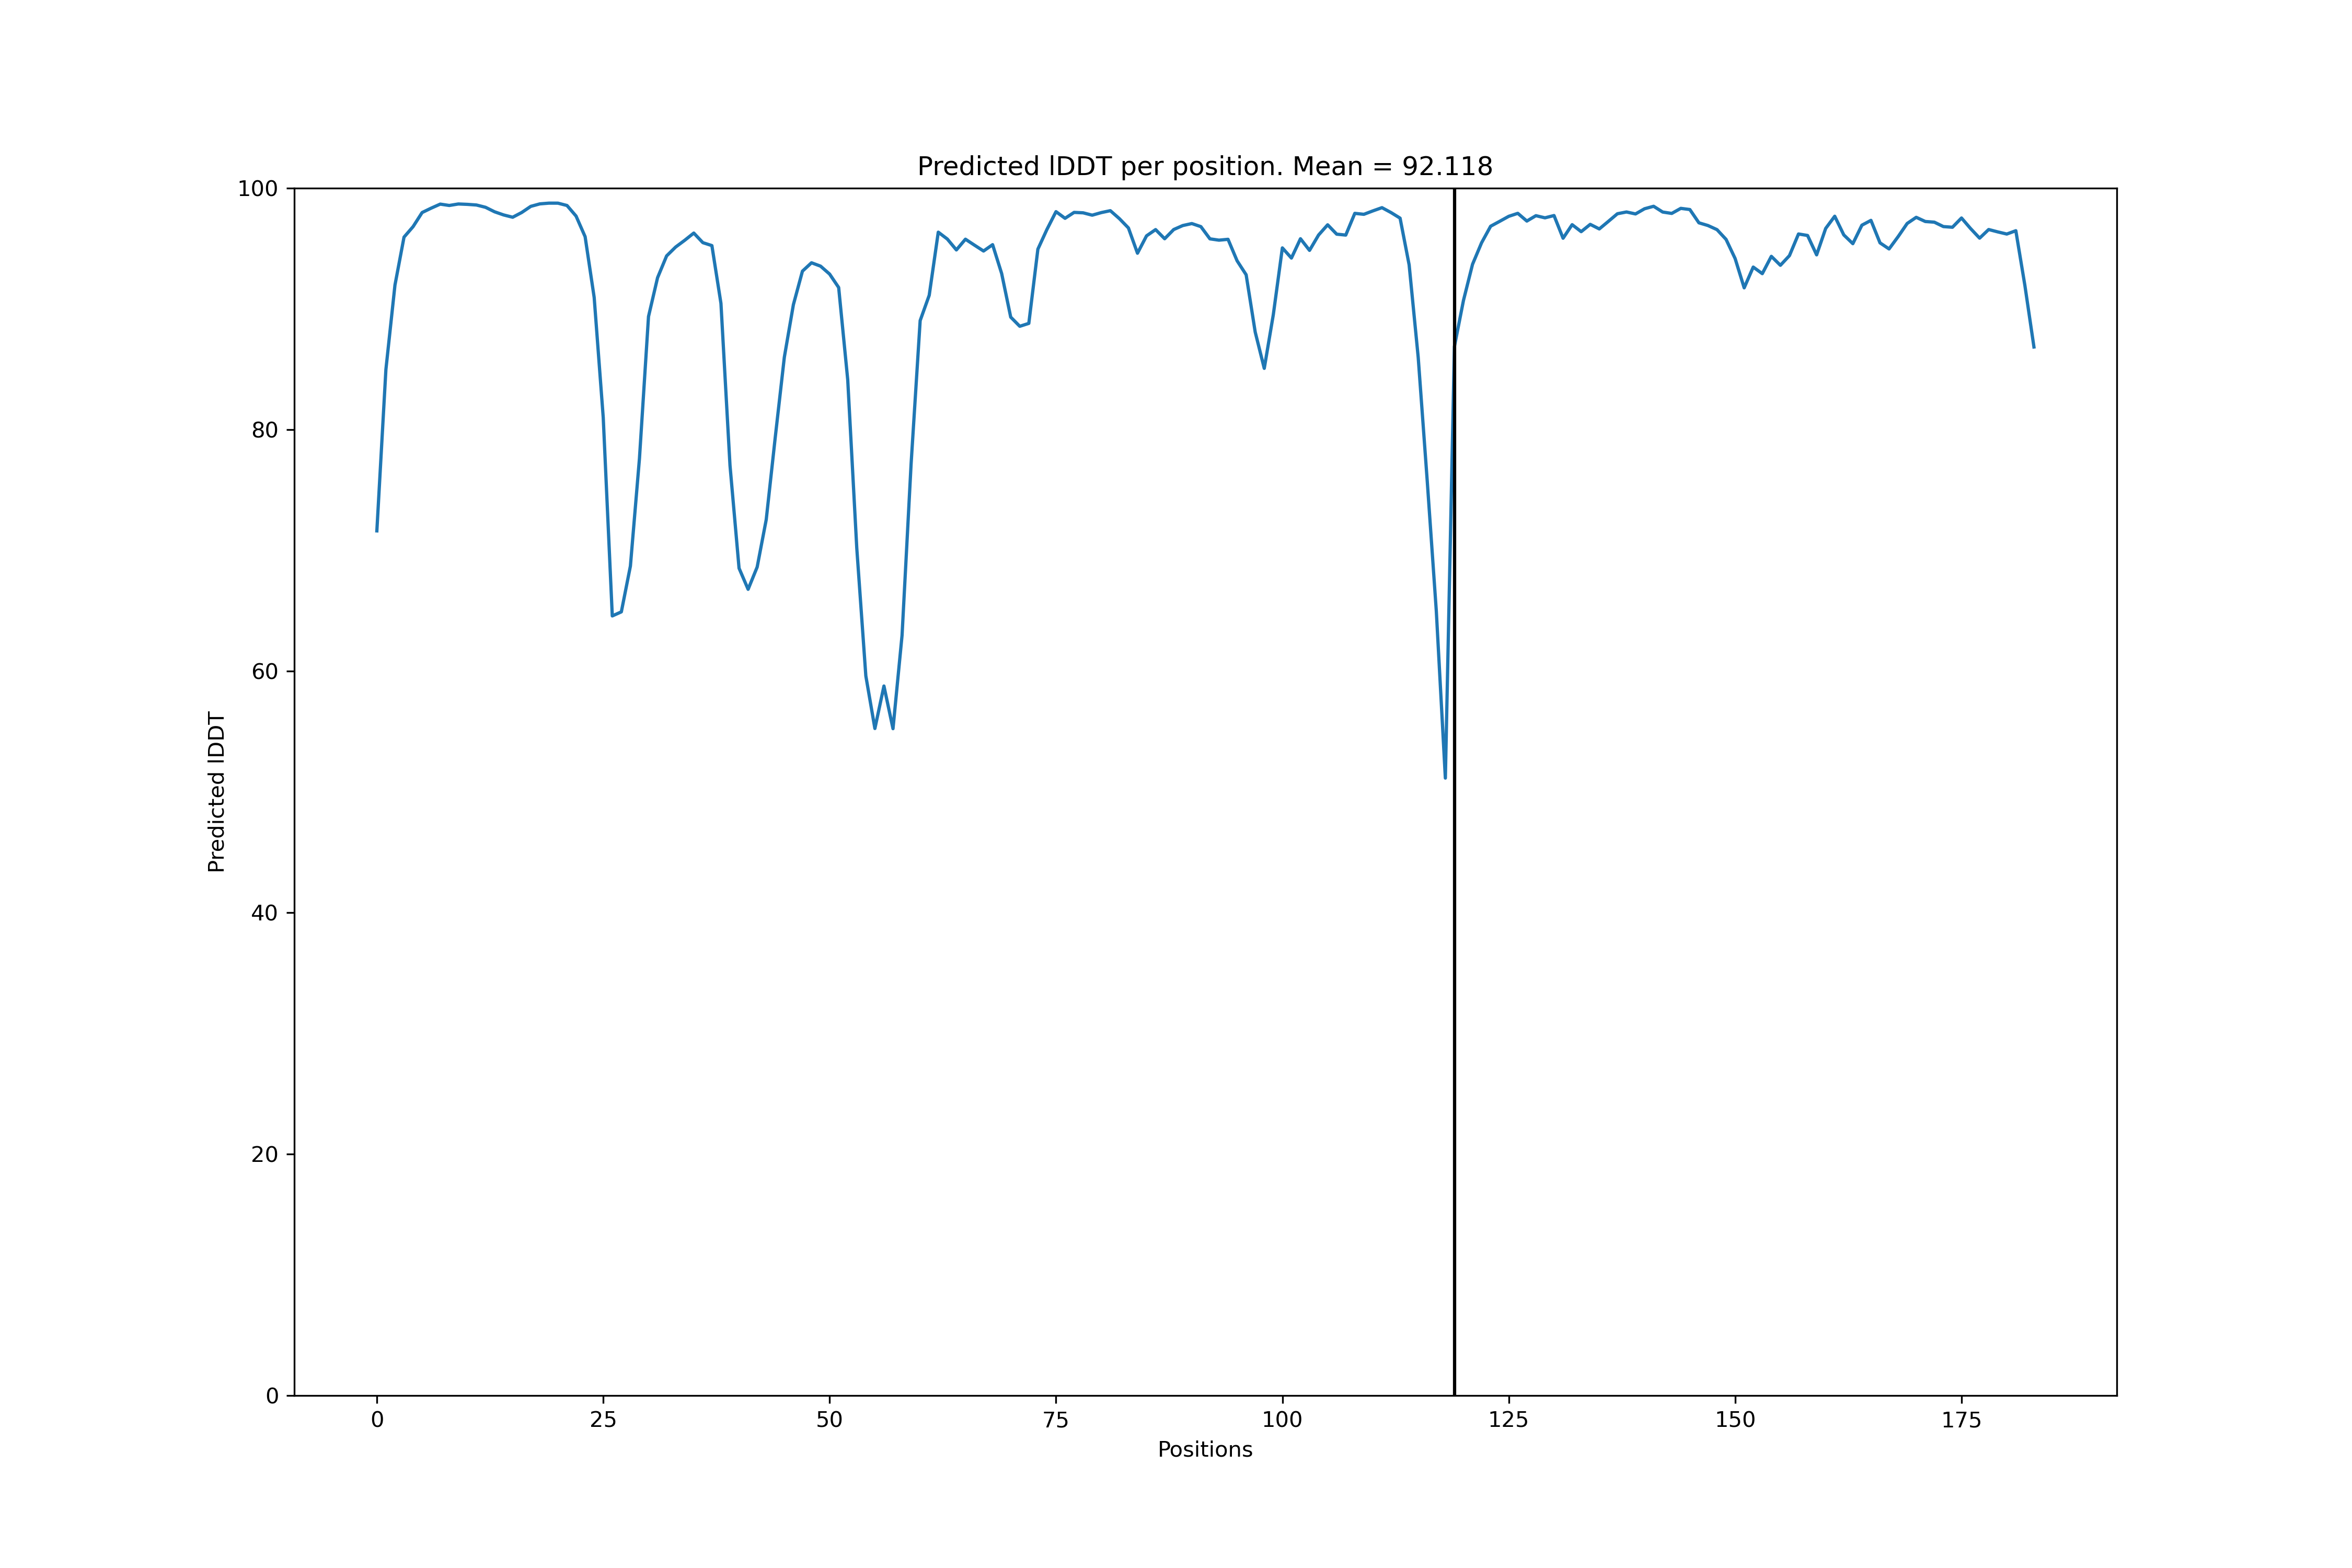 Predicted lDDT per position. Mean = 92.118
100
80
60
40
20
0
Predicted lDDT
0 25 50 75 100 125 150 175
Positions